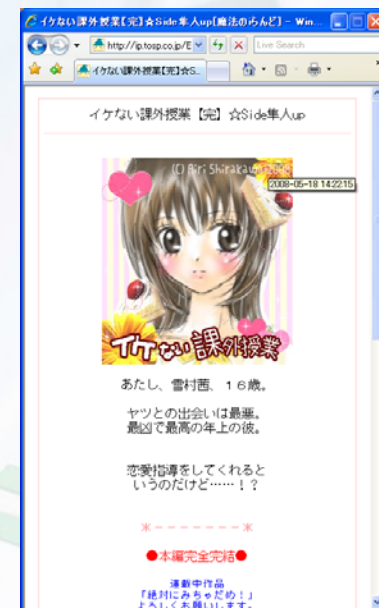 イケない課外授業【完】☆Side隼人up[魔法のらんど] - Win...
http://ip.tosp.co.jp/E
Live Search
イケない課外授業【完】☆S...
イケない課外授業【完】☆Side隼人up
(C) Biri Shirakawa 2008
2008-05-18 14:22:15
イケない課外授業
あたし、雪村茜、１６歳。
ヤツとの出会いは最悪。
最凶で最高の年上の彼。
恋愛指導をしてくれると
いうのだけど……！？
＊－－－－－－－＊
●本編完全完結●
連載中作品
「絶対にみちゃだめ！」
よろしくお願いします。